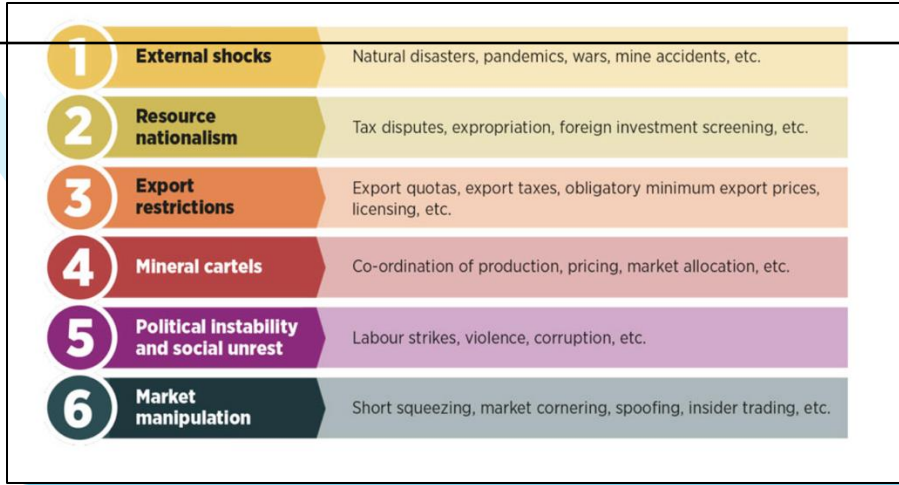 1
External shocks
Natural disasters, pandemics, wars, mine accidents, etc.
2
Resource
nationalism
Tax disputes, expropriation, foreign investment screening, etc.
3
Export
restrictions
Export quotas, export taxes, obligatory minimum export prices,
licensing, etc.
4
Mineral cartels
Co-ordination of production, pricing, market allocation, etc.
5
Political instability
and social unrest
Labour strikes, violence, corruption, etc.
6
Market
manipulation
Short squeezing, market cornering, spoofing, insider trading, etc.